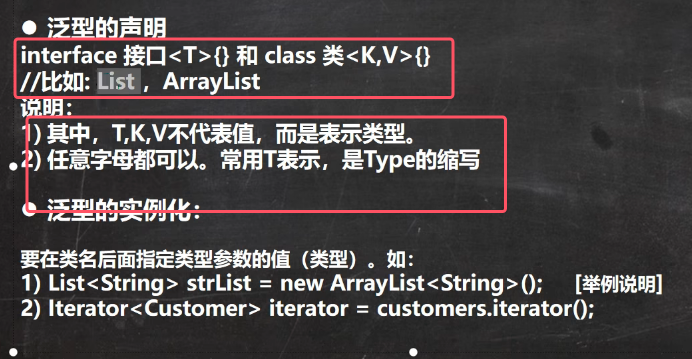 ● 泛型的声明
interface 接口<T>{} 和 class 类<K,V>{}
//比如: List ，ArrayList
说明：
1) 其中，T,K,V不代表值，而是表示类型。
2) 任意字母都可以。常用T表示，是Type的缩写
● 泛型的实例化：
要在类名后面指定类型参数的值（类型）。如：
1) List<String> strList = new ArrayList<String>(); [举例说明]
2) Iterator<Customer> iterator = customers.iterator();